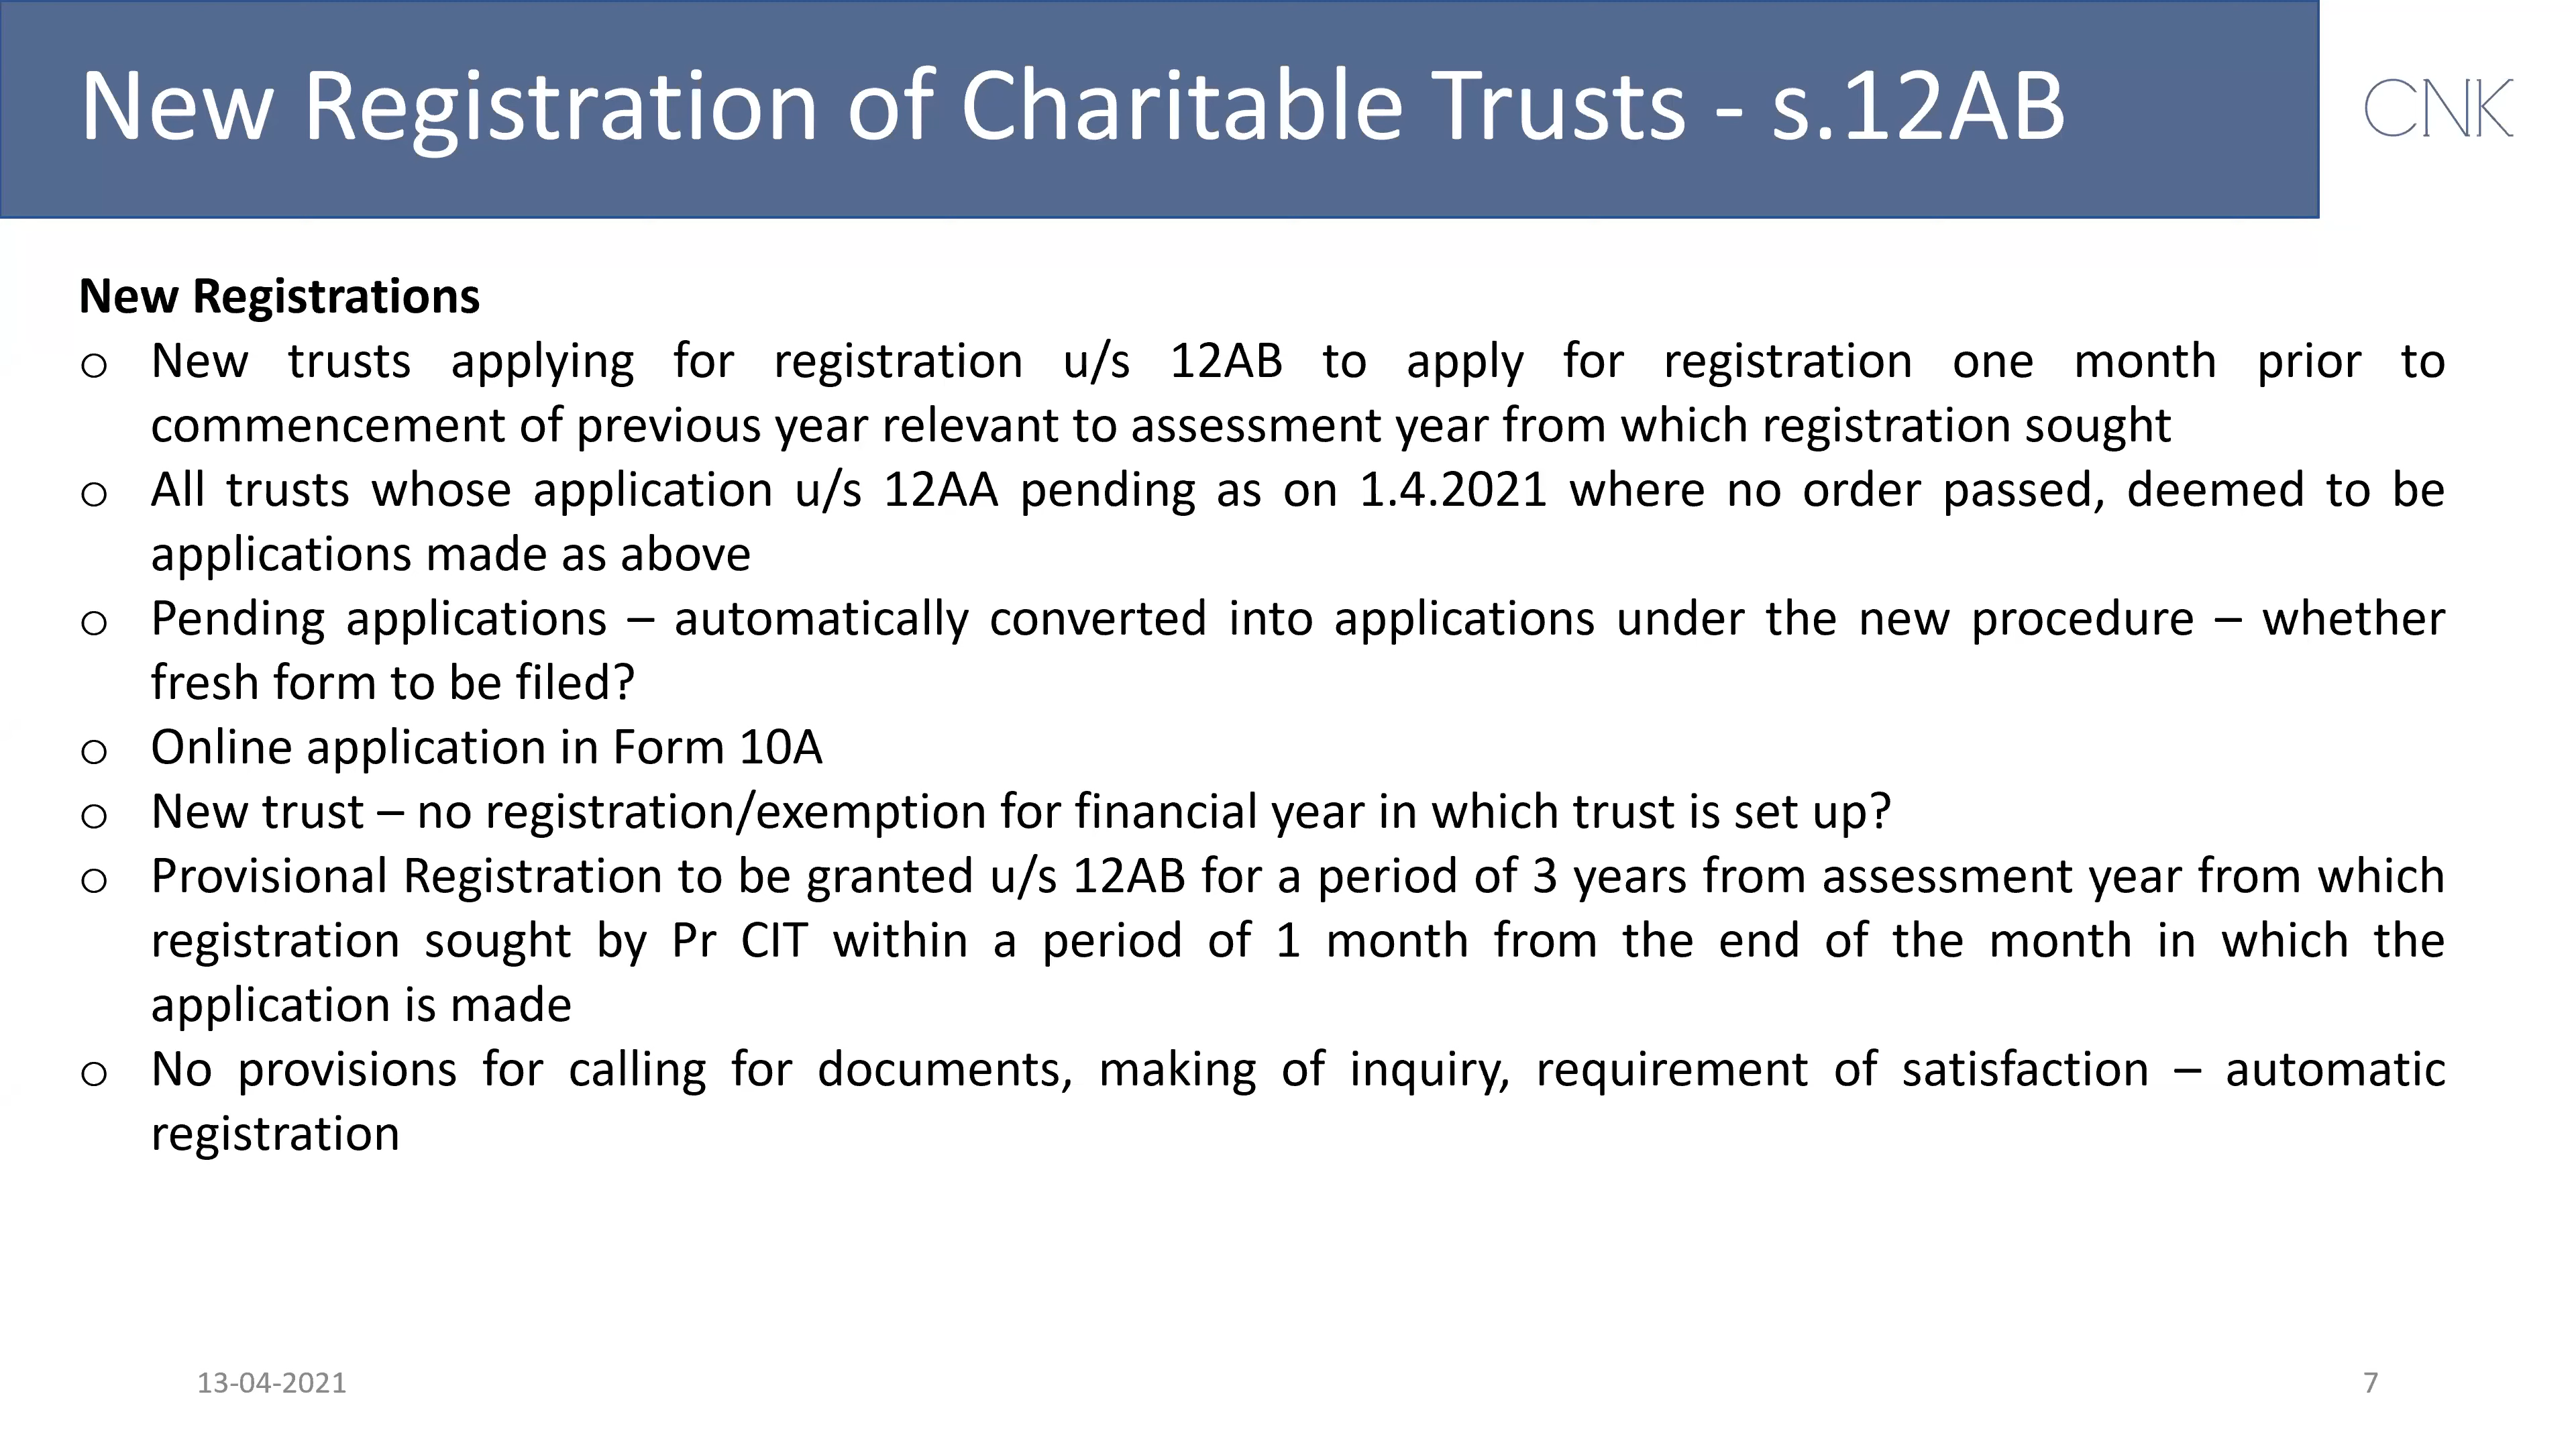 New Registration of Charitable Trusts - s.12AB
CNK
New Registrations
o New trusts applying for registration u/s 12AB to apply for registration one month prior to
commencement of previous year relevant to assessment year from which registration sought
o All trusts whose application u/s 12AA pending as on 1.4.2021 where no order passed, deemed to be
applications made as above
o Pending applications – automatically converted into applications under the new procedure – whether
fresh form to be filed?
o Online application in Form 10A
o New trust – no registration/exemption for financial year in which trust is set up?
o Provisional Registration to be granted u/s 12AB for a period of 3 years from assessment year from which
registration sought by Pr CIT within a period of 1 month from the end of the month in which the
application is made
o No provisions for calling for documents, making of inquiry, requirement of satisfaction – automatic
registration
13-04-2021
7